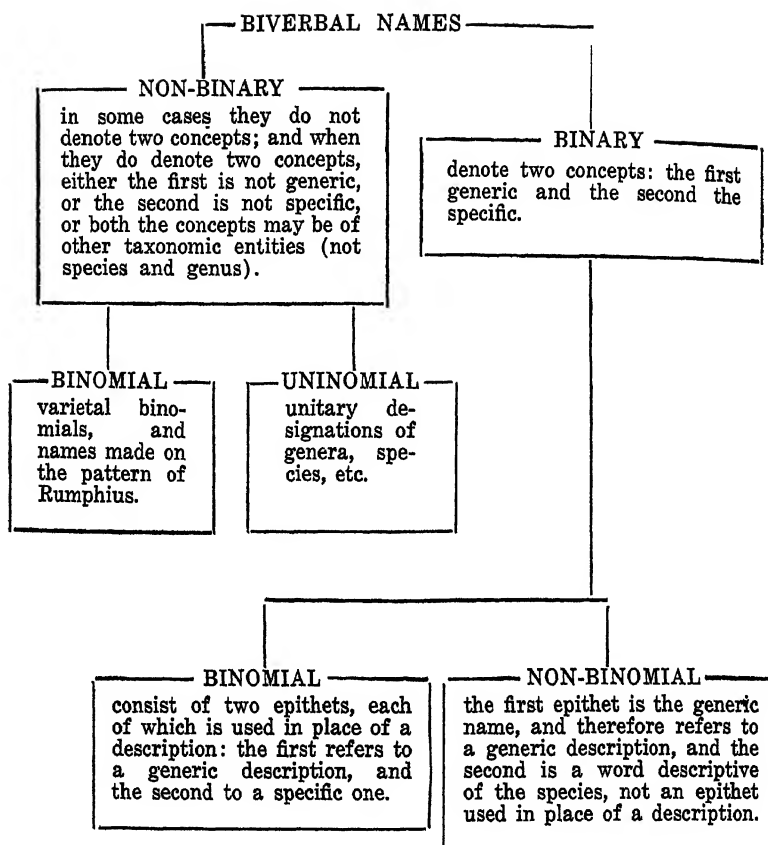 BIVERBAL NAMES
NON-BINARY
in some cases they do not
denote two concepts; and when
they do denote two concepts,
either the first is not generic,
or the second is not specific,
or both the concepts may be of
other taxonomic entities (not
species and genus).
BINARY
denote two concepts: the first
generic and the second the
specific.
BINOMIAL
varietal bino-
mials, and
names made on
the pattern of
Rumphius.
UNINOMIAL
unitary de-
signations of
genera, spe-
cies, etc.
BINOMIAL
consist of two epithets, each
of which is used in place of a
description: the first refers to
a generic description, and
the second to a specific one.
NON-BINOMIAL
the first epithet is the generic
name, and therefore refers to
a generic description, and the
second is a word descriptive
of the species, not an epithet
used in place of a description.